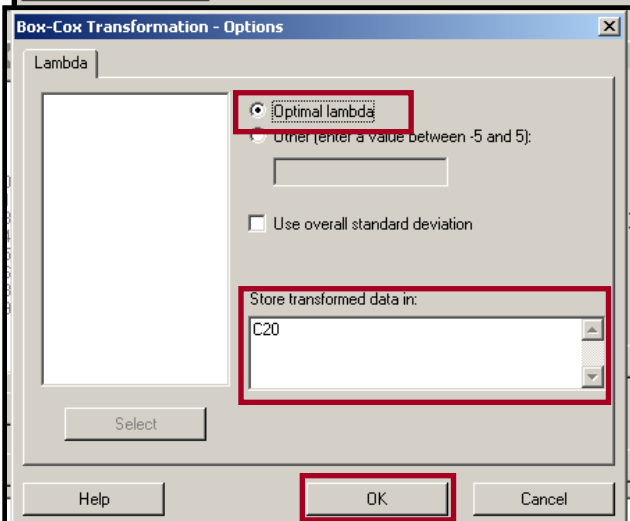 Box-Cox Transformation - Options
Lambda
Optimal lambda
Other (enter a value between -5 and 5):
Use overall standard deviation
Store transformed data in:
C20
Select
Help
OK
Cancel